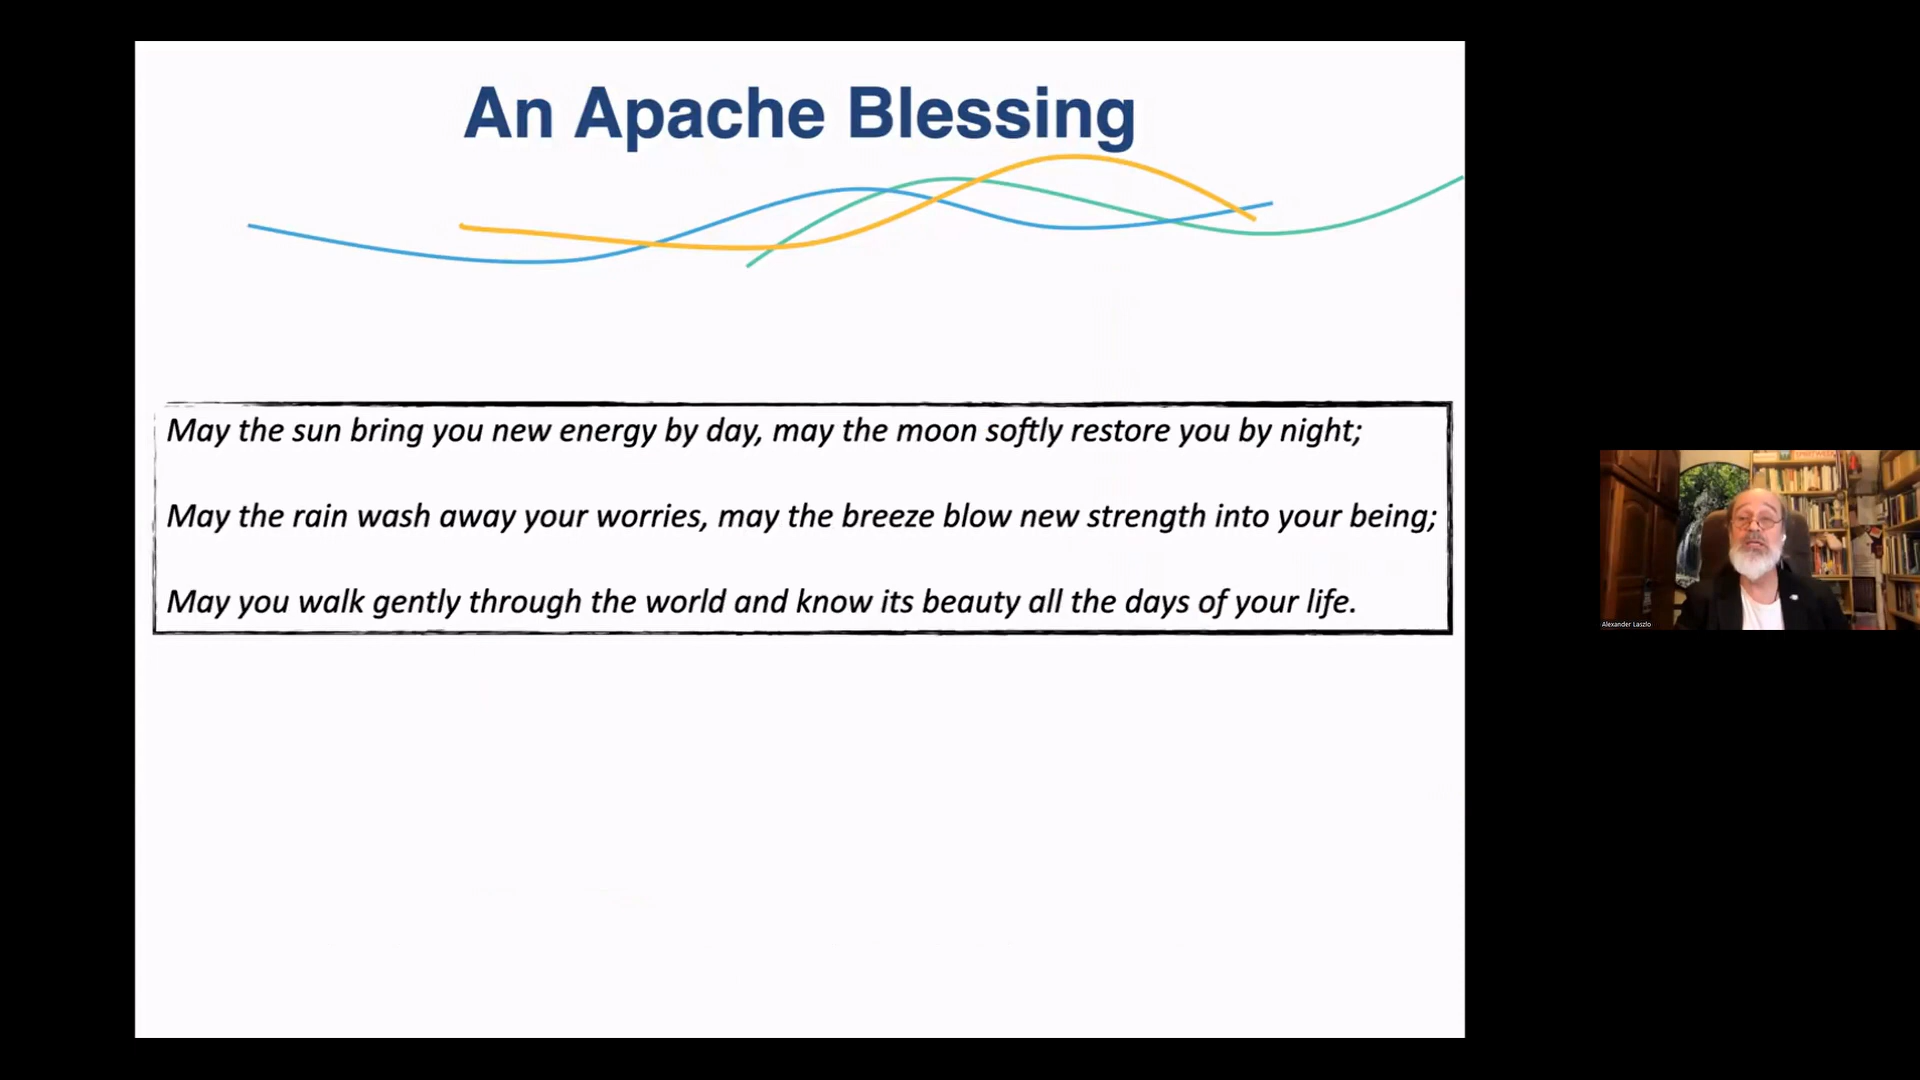 An Apache Blessing
May the sun bring you new energy by day, may the moon softly restore you by night;
May the rain wash away your worries, may the breeze blow new strength into your being;
May you walk gently through the world and know its beauty all the days of your life.
Alexander Laszlo